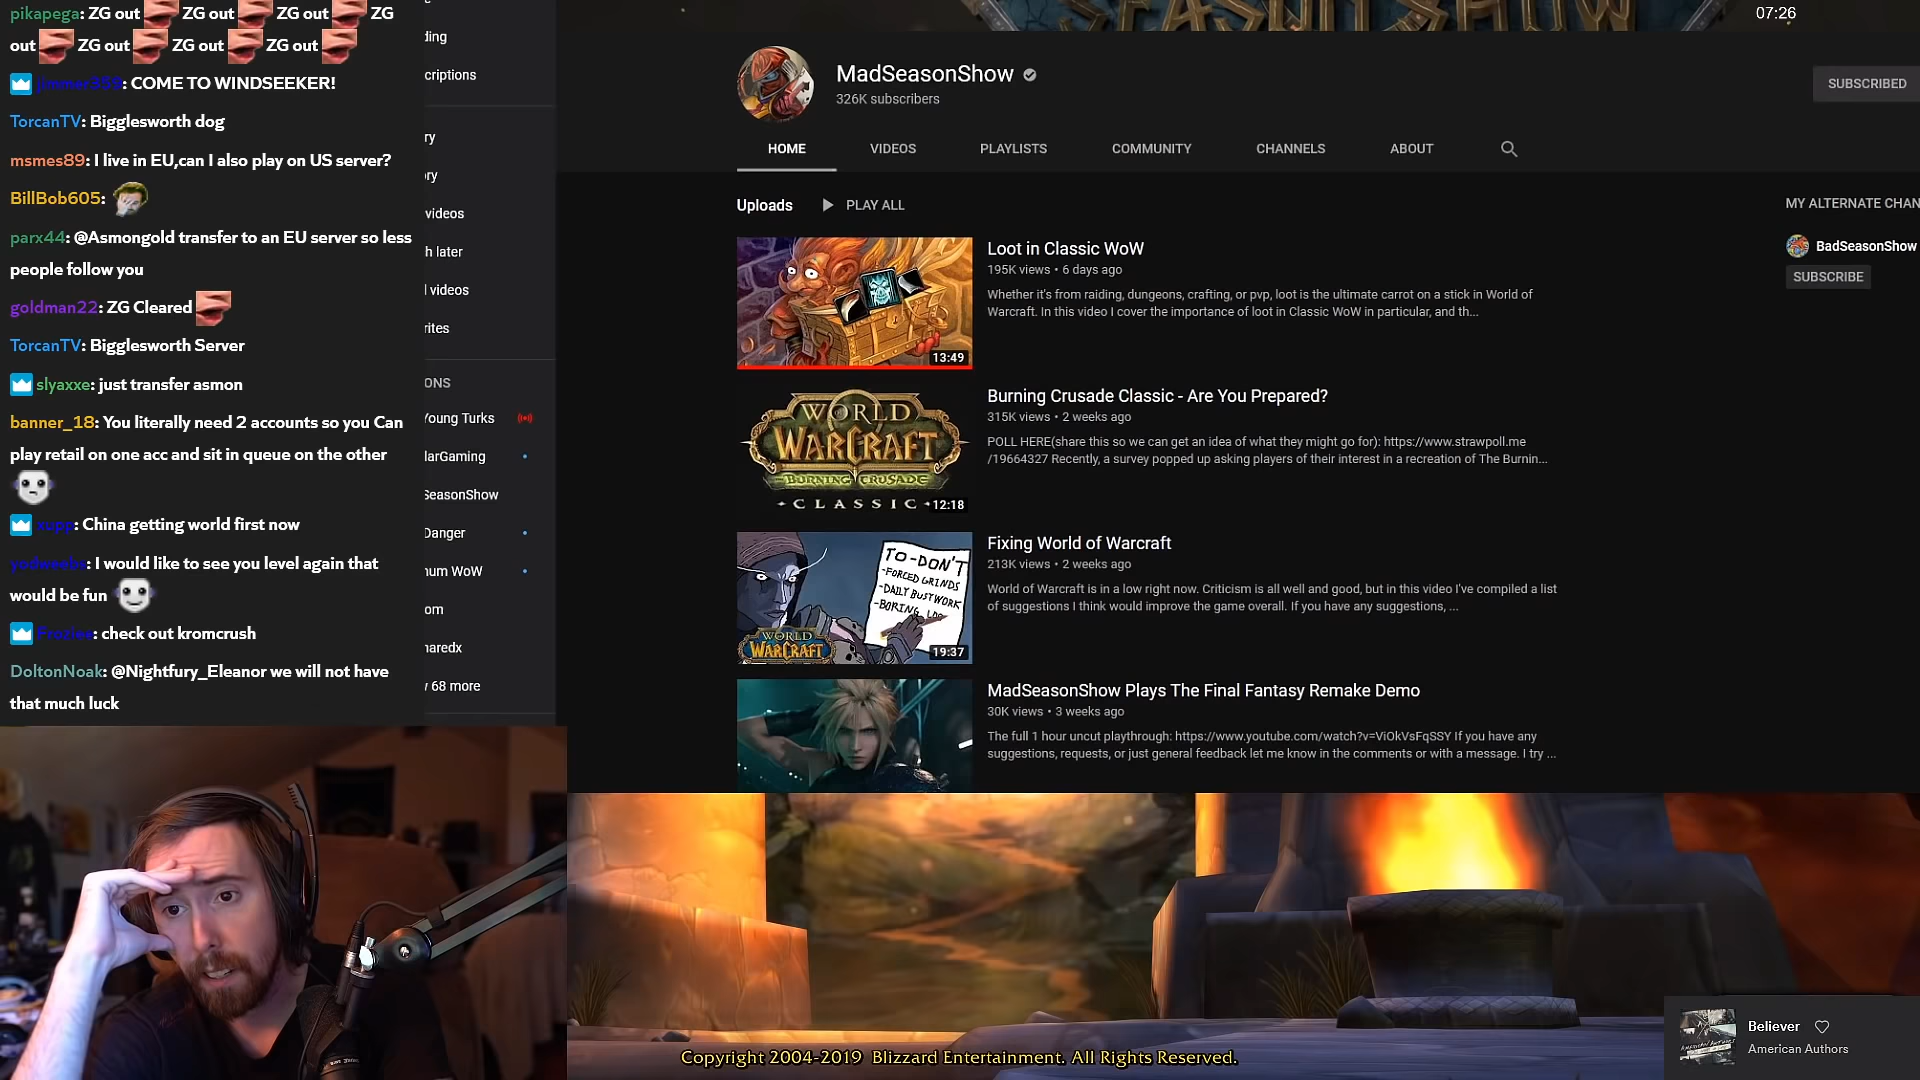 pikapega: ZG out ZG out ZG out ZG
out ZG out ZG out ZG out
jimmer350: COME TO WINDSEEKER!
TorcanTV: Bigglesworth dog
msmes89: I live in EU,can I also play on US server?
BillBob605:
parx44: @Asmongold transfer to an EU server so less
people follow you
goldman22: ZG Cleared
TorcanTV: Bigglesworth Server
slyaxxe: just transfer asmon
banner_18: You literally need 2 accounts so you Can
play retail on one acc and sit in queue on the other
xupp: China getting world first now
yodweebs: I would like to see you level again that
would be fun
Frozies: check out kromcrush
DoltonNoak: @Nightfury_Eleanor we will not have
that much luck
ding
criptions
ry
ory
videos
h later
l videos
rites
ONS
Young Turks
larGaming
SeasonShow
Danger
num WoW
om
haredx
v 68 more
SEASON SHOW
07:26
MadSeasonShow
326K subscribers
SUBSCRIBED
HOME VIDEOS PLAYLISTS COMMUNITY CHANNELS ABOUT
Uploads PLAY ALL
Loot in Classic WoW
195K views • 6 days ago
Whether it's from raiding, dungeons, crafting, or pvp, loot is the ultimate carrot on a stick in World of
Warcraft. In this video I cover the importance of loot in Classic WoW in particular, and th...
13:49
WORLD
WARCRAFT
BURNING CRUSADE
CLASSIC
12:18
Burning Crusade Classic - Are You Prepared?
315K views • 2 weeks ago
POLL HERE(share this so we can get an idea of what they might go for): https://www.strawpoll.me
/19664327 Recently, a survey popped up asking players of their interest in a recreation of The Burnin...
TO-DON'T
-FORCED GRINDS
-DAILY BUSYWORK
-BORING
WORLD
WARCRAFT
19:37
Fixing World of Warcraft
213K views • 2 weeks ago
World of Warcraft is in a low right now. Criticism is all well and good, but in this video I've compiled a list
of suggestions I think would improve the game overall. If you have any suggestions, ...
MadSeasonShow Plays The Final Fantasy Remake Demo
30K views • 3 weeks ago
The full 1 hour uncut playthrough: https://www.youtube.com/watch?v=ViOkVsFqSSY If you have any
suggestions, requests, or just general feedback let me know in the comments or with a message. I try ...
MY ALTERNATE CHAN
BadSeasonShow
SUBSCRIBE
Copyright 2004-2019 Blizzard Entertainment. All Rights Reserved.
Believer
American Authors